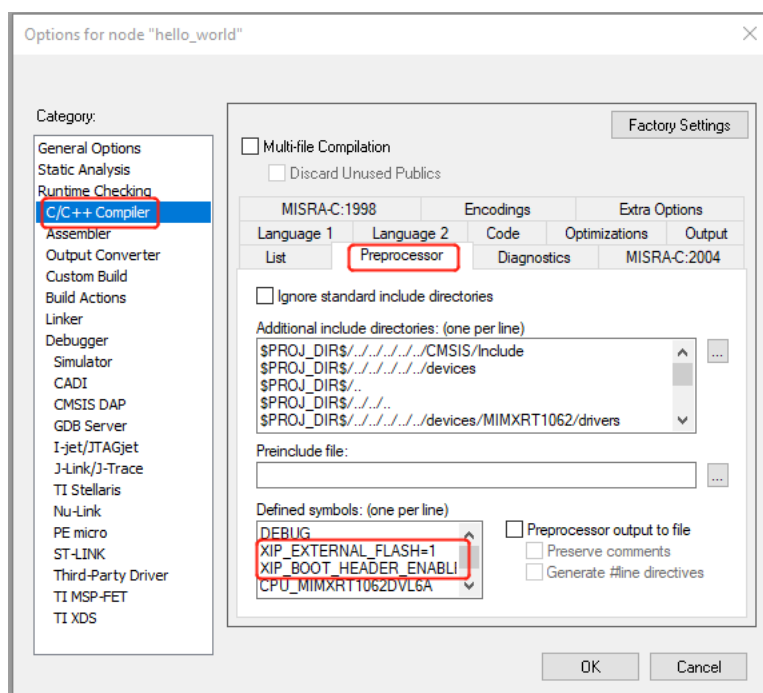 Options for node "hello_world"
Category:
General Options
Static Analysis
Runtime Checking
C/C++ Compiler
Assembler
Output Converter
Custom Build
Build Actions
Linker
Debugger
Simulator
CADI
CMSIS DAP
GDB Server
I-jet/JTAGjet
J-Link/J-Trace
TI Stellaris
Nu-Link
PE micro
ST-LINK
Third-Party Driver
TI MSP-FET
TI XDS
Factory Settings
Multi-file Compilation
Discard Unused Publics
MISRA-C:1998 Encodings Extra Options
Language 1 Language 2 Code Optimizations Output
List Preprocessor Diagnostics MISRA-C:2004
Ignore standard include directories
Additional include directories: (one per line)
$PROJ_DIR$/../../../../../CMSIS/Include
$PROJ_DIR$/../../../../../devices
$PROJ_DIR$/..
$PROJ_DIR$/../../..
$PROJ_DIR$/../../../../../devices/MIMXRT1062/drivers
...
Preinclude file:
...
Defined symbols: (one per line)
DEBUG
XIP_EXTERNAL_FLASH=1
XIP_BOOT_HEADER_ENABLI
CPU_MIMXRT1062DVL6A
Preprocessor output to file
Preserve comments
Generate #line directives
OK Cancel